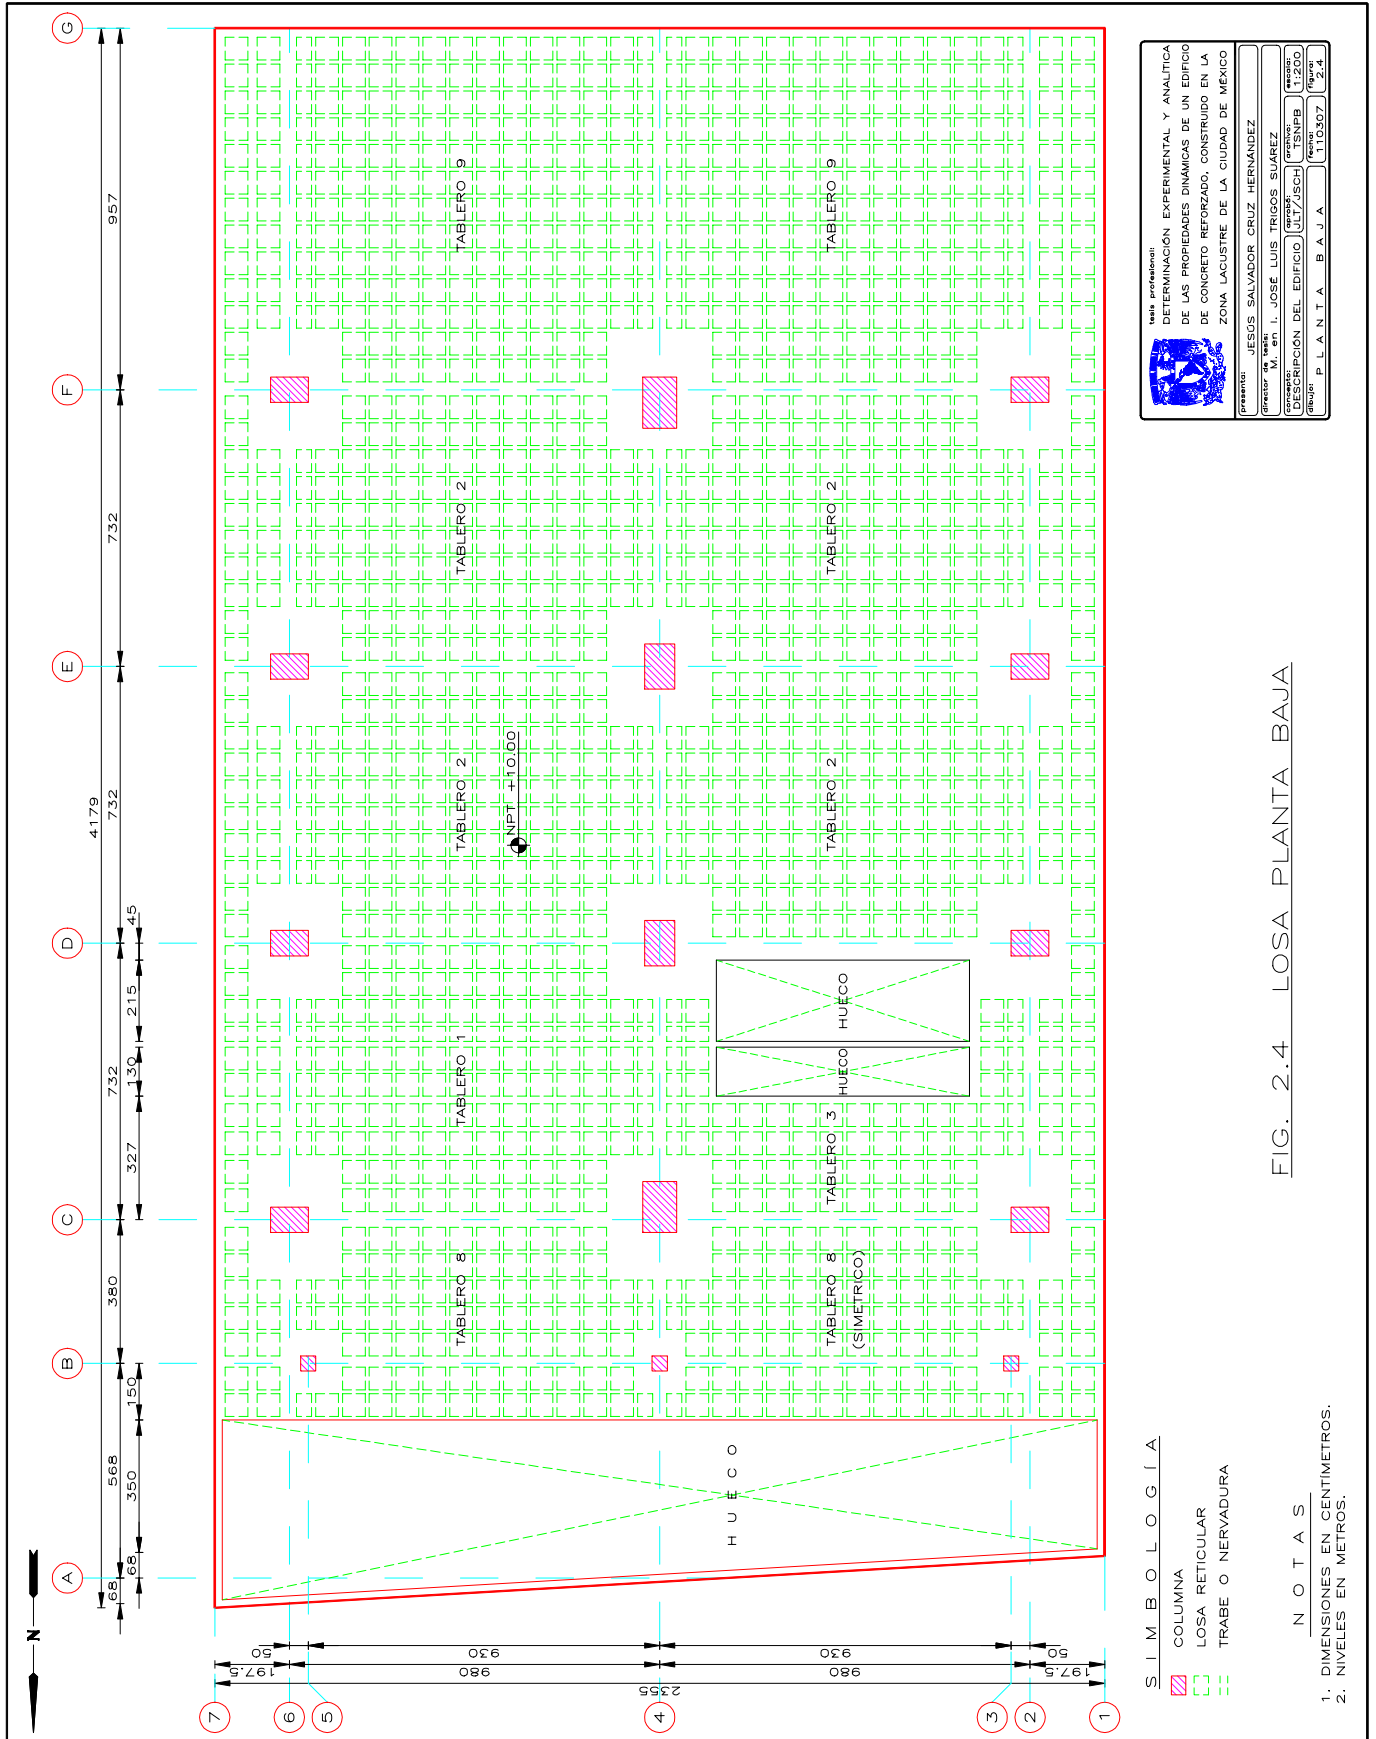 G
F
E
D
C
B
A
4179
957
732
732
732
380
568
68
45
215
130
327
150
350
68
TABLERO 9
TABLERO 9
TABLERO 2
TABLERO 2
TABLERO 2
TABLERO 2
NPT +10.00
TABLERO 1
TABLERO 3
HUECO
HUECO
TABLERO 8
TABLERO 8
(SIMETRICO)
H U E C O
N
50
930
930
50
197.5
980
980
197.5
2355
7
6
5
4
3
2
1
tesis profesional:
DETERMINACIÓN EXPERIMENTAL Y ANALÍTICA
DE LAS PROPIEDADES DINÁMICAS DE UN EDIFICIO
DE CONCRETO REFORZADO, CONSTRUIDO EN LA
ZONA LACUSTRE DE LA CIUDAD DE MÉXICO
presenta:
JESÚS SALVADOR CRUZ HERNÁNDEZ
director de tesis:
M. en I. JOSÉ LUIS TRIGOS SUÁREZ
concepto:
DESCRIPCIÓN DEL EDIFICIO
aprobó:
JLT/JSCH
archivo:
TSNPB
escala:
1:200
dibujo:
P L A N T A B A J A
fecha:
110307
figura:
2.4
FIG. 2.4 LOSA PLANTA BAJA
S I M B O L O G Í A
COLUMNA
LOSA RETICULAR
TRABE O NERVADURA
N O T A S
1. DIMENSIONES EN CENTÍMETROS.
2. NIVELES EN METROS.